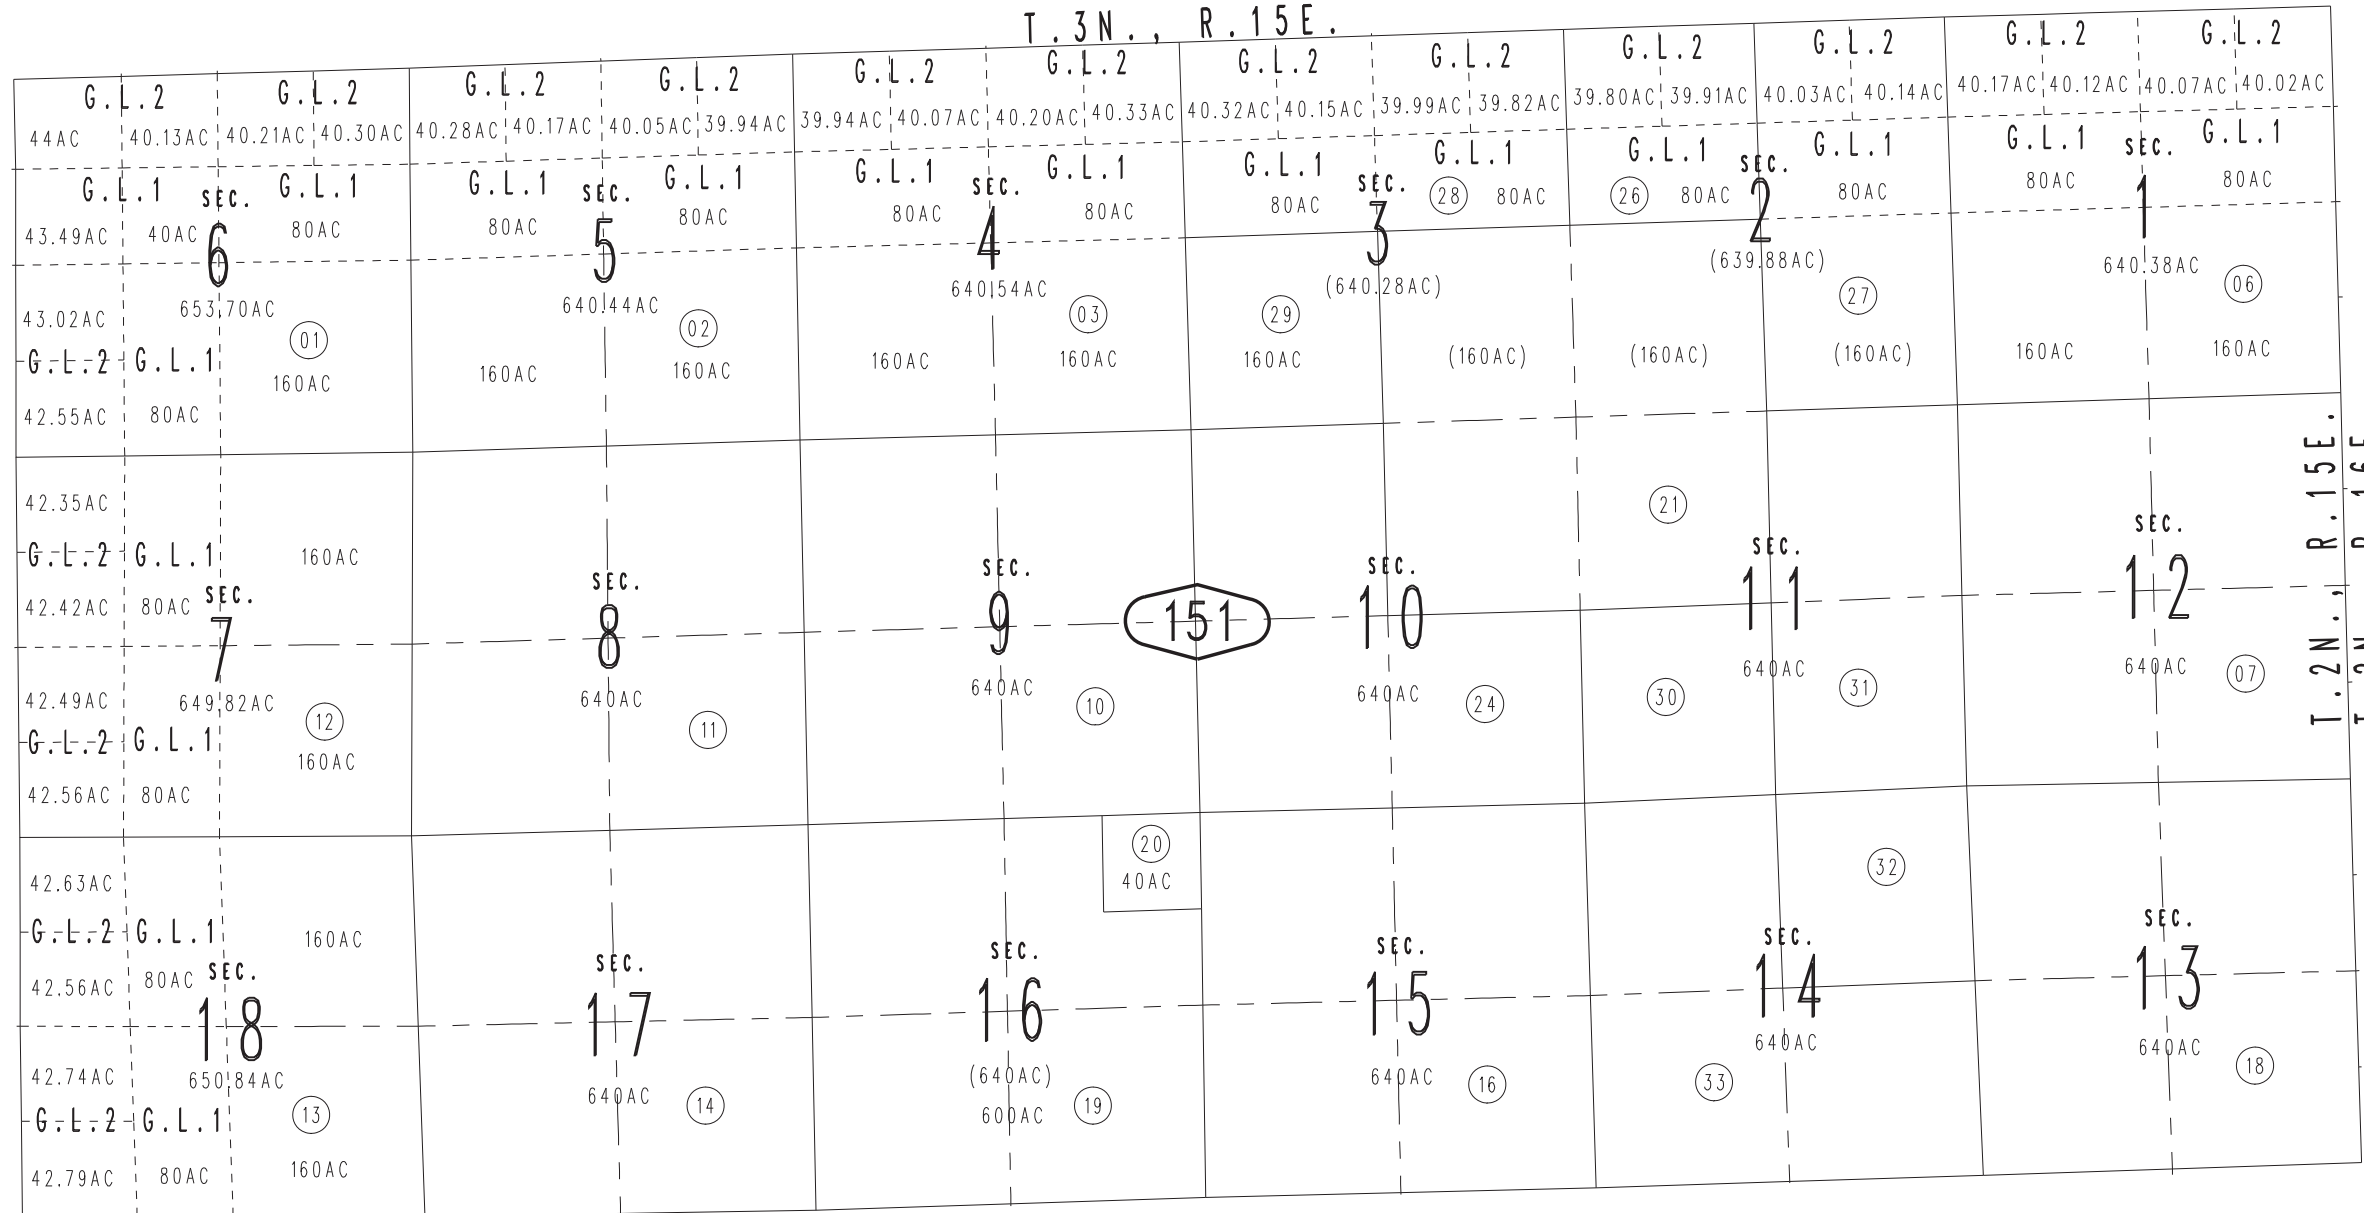 T.3N., R.15E.
G.L.2 G.L.2 G.L.2 G.L.2 G.L.2 G.L.2 G.L.2 G.L.2 G.L.2 G.L.2 G.L.2 G.L.2
44AC 40.13AC 40.21AC 40.30AC 40.28AC 40.17AC 40.05AC 39.94AC 39.94AC 40.07AC 40.20AC 40.33AC 40.32AC 40.15AC 39.99AC 39.82AC 39.80AC 39.91AC 40.03AC 40.14AC 40.17AC 40.12AC 40.07AC 40.02AC
G.L.1 SEC. G.L.1 G.L.1 SEC. G.L.1 G.L.1 SEC. G.L.1 G.L.1 SEC. G.L.1 G.L.1 SEC. G.L.1 G.L.1 SEC. G.L.1
43.49AC 40AC 6 80AC 80AC 5 80AC 80AC 4 80AC 80AC 3 28 80AC 26 80AC 2 80AC 80AC 1 80AC
43.02AC 653.70AC 01 640.44AC 02 640.54AC 03 29 (640.28AC) (639.88AC) 27 640.38AC 06
G.L.2 G.L.1 160AC 160AC 160AC 160AC 160AC 160AC (160AC) (160AC) (160AC) 160AC 160AC
42.55AC 80AC
T.2N., R.15E.
42.35AC 21
G.L.2 G.L.1 160AC
42.42AC 80AC SEC. SEC. SEC. SEC. SEC. SEC.
7 8 9 151 10 11 12
42.49AC 649.82AC 12 640AC 11 640AC 10 640AC 24 30 640AC 31 640AC 07
G.L.2 G.L.1 160AC
42.56AC 80AC
42.63AC 20 32
40AC
G.L.2 G.L.1 160AC
42.56AC 80AC SEC. SEC. SEC. SEC. SEC. SEC.
18 17 16 15 14 13
42.74AC 650.84AC 13 640AC 14 (640AC) 19 640AC 16 33 640AC 640AC 18
600AC
G.L.2 G.L.1
42.79AC 80AC 160AC